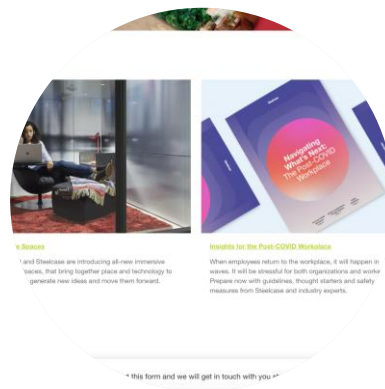 Navigating
What's Next:
The Post-COVID
Workplace
Spaces
and Steelcase are introducing all-new immersive
that bring together place and technology to
generate new ideas and move them forward.
Insights for the Post-COVID Workplace
When employees return to the workplace, it will happen in
waves. It will be stressful for both organizations and
Prepare now with guidelines, thought starters and safety
measures from Steelcase and industry experts.
this form and we will get in touch with you